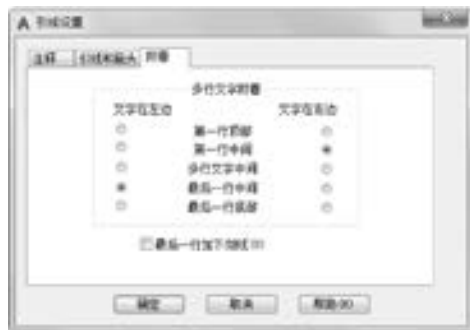 引线设置
注释 引线和箭头 附着
多行文字附着
文字在左边 文字在右边
第一行顶部
第一行中间
多行文字中间
最后一行中间
最后一行底部
最后一行加下划线(U)
确定 取消 帮助(H)